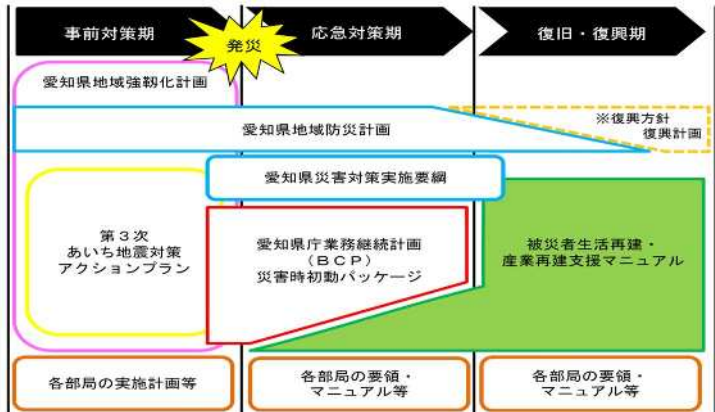 事前対策期
発災
応急対策期
復旧・復興期
愛知県地域強靱化計画
愛知県地域防災計画
※復興方針
復興計画
愛知県災害対策実施要綱
第3次
あいち地震対策
アクションプラン
愛知県庁業務継続計画
(BCP)
災害時初動パッケージ
被災者生活再建・
産業再建支援マニュアル
各部局の実施計画等
各部局の要領・
マニュアル等
各部局の要領・
マニュアル等